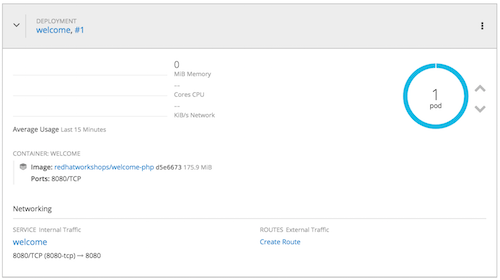 DEPLOYMENT
welcome, #1
0
MiB Memory
--
Cores CPU
--
KiB/s Network
Average Usage Last 15 Minutes
1
pod
CONTAINER: WELCOME
Image: redhatworkshops/welcome-php d5e6673 175.9 MiB
Ports: 8080/TCP
Networking
SERVICE Internal Traffic
welcome
8080/TCP (8080-tcp) → 8080
ROUTES External Traffic
Create Route